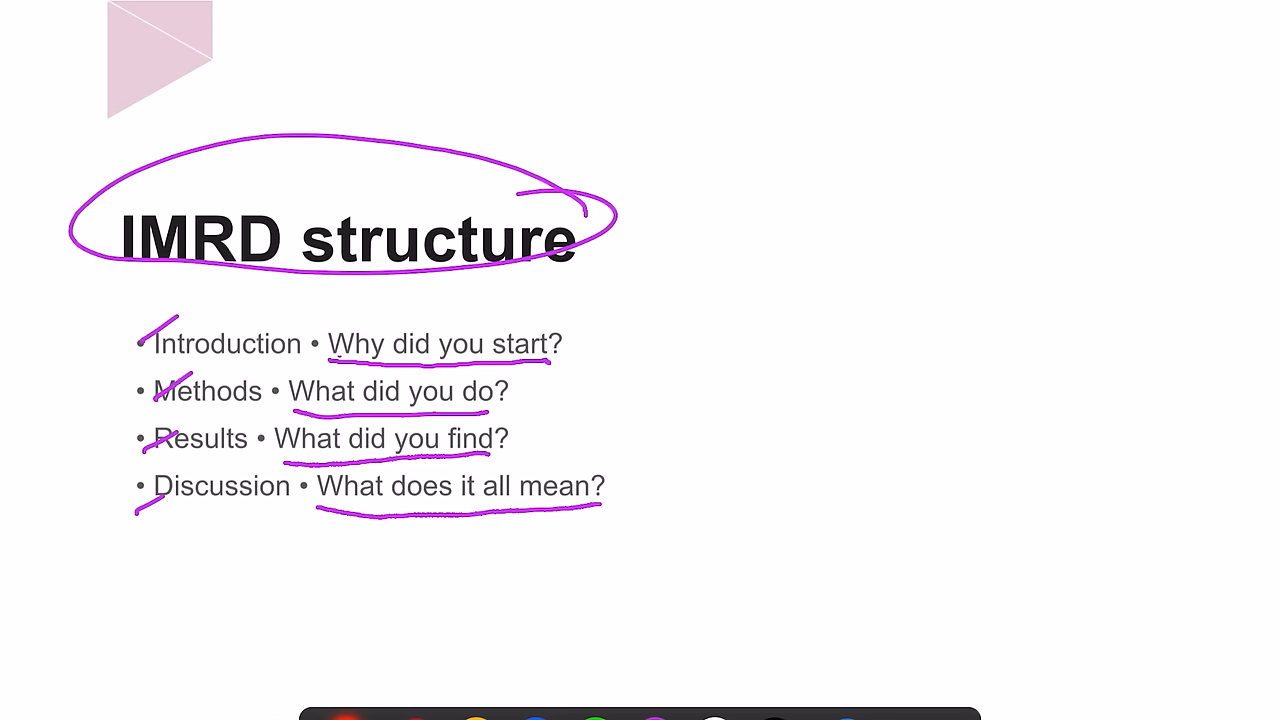 IMRD structure
• Introduction • Why did you start?
• Methods • What did you do?
• Results • What did you find?
• Discussion • What does it all mean?